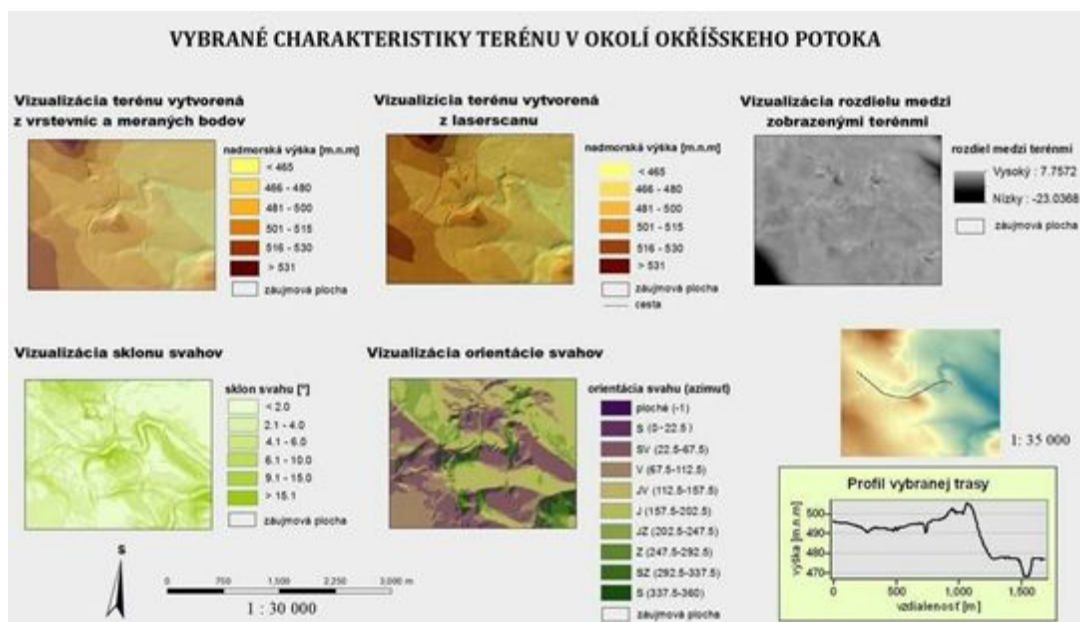 VYBRANÉ CHARAKTERISTIKY TERÉNU V OKOLÍ OKŘÍŠSKEHO POTOKA
Vizualizácia terénu vytvorená
z vrstevníc a meraných bodov
nadmorská výška [m.n.m]
< 465
466 - 480
481 - 500
501 - 515
516 - 530
> 531
záujmová plocha
Vizualizícia terénu vytvorená
z laserscanu
nadmorská výška [m.n.m]
< 465
466 - 480
481 - 500
501 - 515
516 - 530
> 531
záujmová plocha
cesta
Vizualizácia rozdielu medzi
zobrazenými terénmi
rozdiel medzi terénmi
Vysoký : 7.7572
Nízky : -23.0368
záujmová plocha
Vizualizácia sklonu svahov
sklon svahu [°]
< 2.0
2.1 - 4.0
4.1 - 6.0
6.1 - 10.0
9.1 - 15.0
> 15.1
záujmová plocha
Vizualizácia orientácie svahov
orientácia svahu (azimut)
ploché (-1)
S (0-22.5)
SV (22.5-67.5)
V (67.5-112.5)
JV (112.5-157.5)
J (157.5-202.5)
JZ (202.5-247.5)
Z (247.5-292.5)
SZ (292.5-337.5)
S (337.5-360)
záujmová plocha
1: 35 000
Profil vybranej trasy
výška [m.n.m]
500
490
480
470
0 500 1,000 1,500
vzdialenosť [m]
S
0 750 1,500 2,250 3,000 m
1 : 30 000